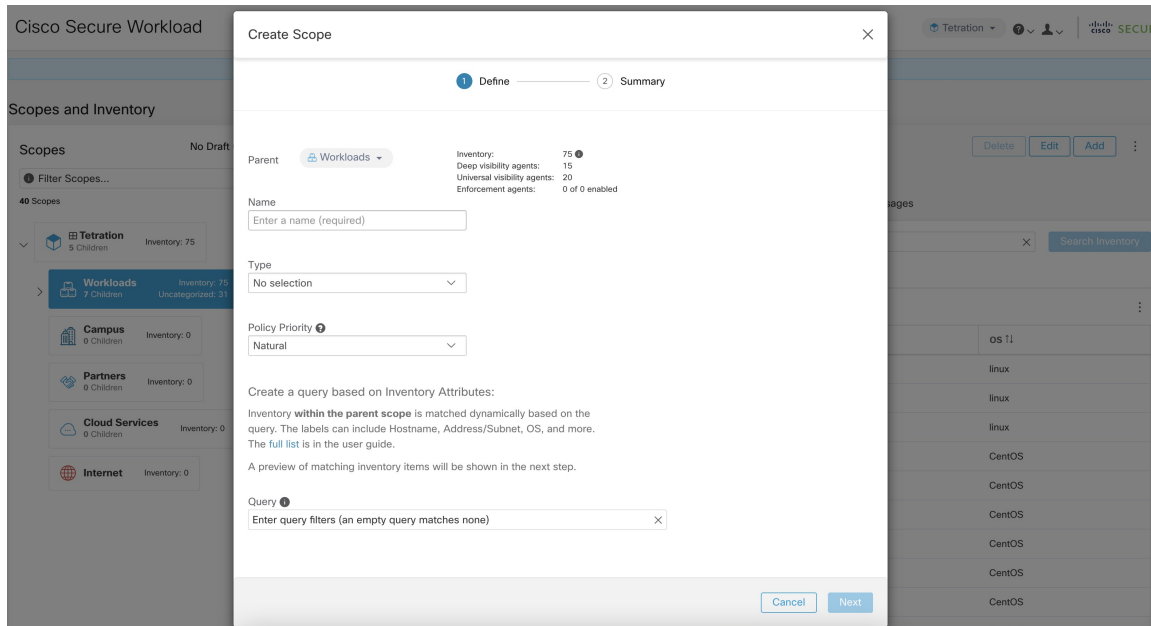 Cisco Secure Workload
Create Scope
Tetration
CISCO SECU
1 Define 2 Summary
Scopes and Inventory
Scopes
No Draft
Delete Edit Add
Parent
Workloads
Inventory: 75
Deep visibility agents: 15
Universal visibility agents: 20
Enforcement agents: 0 of 0 enabled
Filter Scopes...
40 Scopes
Name
Enter a name (required)
sages
Search Inventory
Tetration
5 Children
Inventory: 75
Type
No selection
Workloads
7 Children
Inventory: 75
Uncategorized: 31
Campus
0 Children
Inventory: 0
Policy Priority
Natural
Partners
0 Children
Inventory: 0
Cloud Services
0 Children
Inventory: 0
Internet
Inventory: 0
Create a query based on Inventory Attributes:
Inventory within the parent scope is matched dynamically based on the
query. The labels can include Hostname, Address/Subnet, OS, and more.
The full list is in the user guide.
A preview of matching inventory items will be shown in the next step.
Query
Enter query filters (an empty query matches none)
Cancel Next
OS
linux
linux
linux
CentOS
CentOS
CentOS
CentOS
CentOS
CentOS